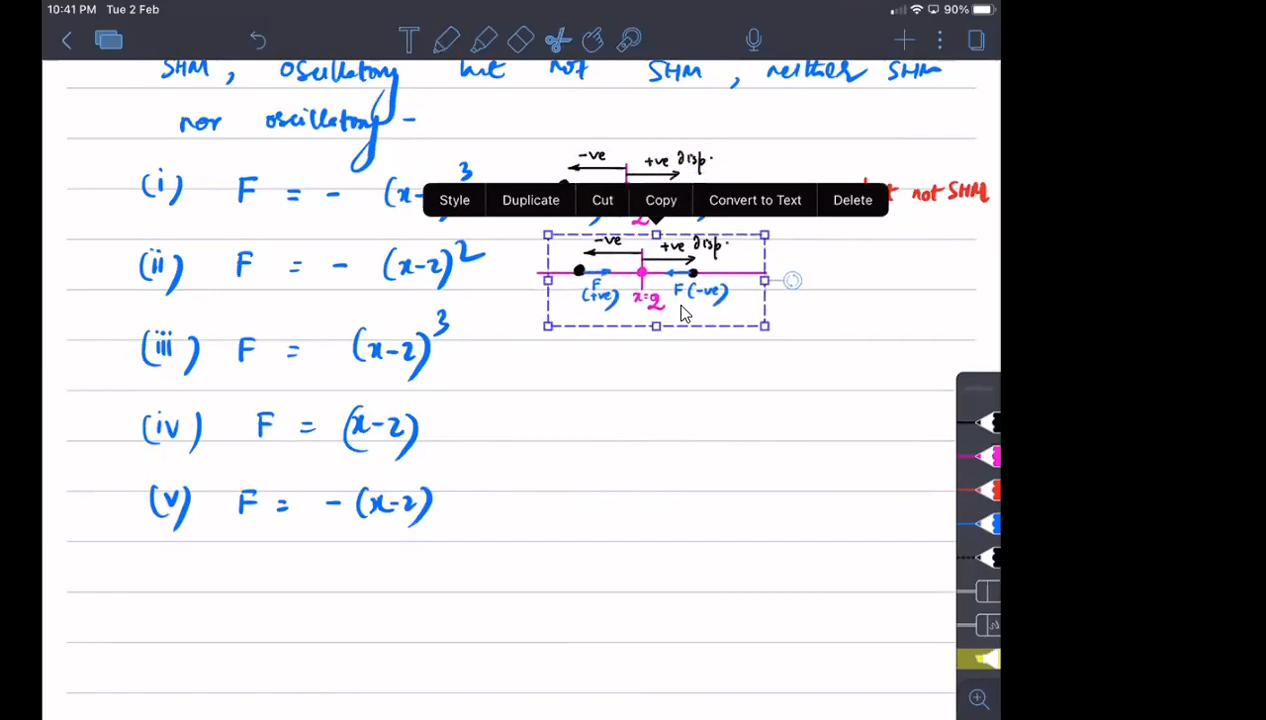 10:41 PM Tue 2 Feb
90%
SHM, Oscillatory but not SHM, neither SHM
nor oscillatory -
-ve +ve disp.
(i) F = - (x- 3
not SHM
Style Duplicate Cut Copy Convert to Text Delete
2
-ve +ve disp.
(ii) F = - (x-2)2
F (+ve) x=2 F(-ve)
(iii) F = (x-2)3
(iv) F = (x-2)
(v) F = - (x-2)